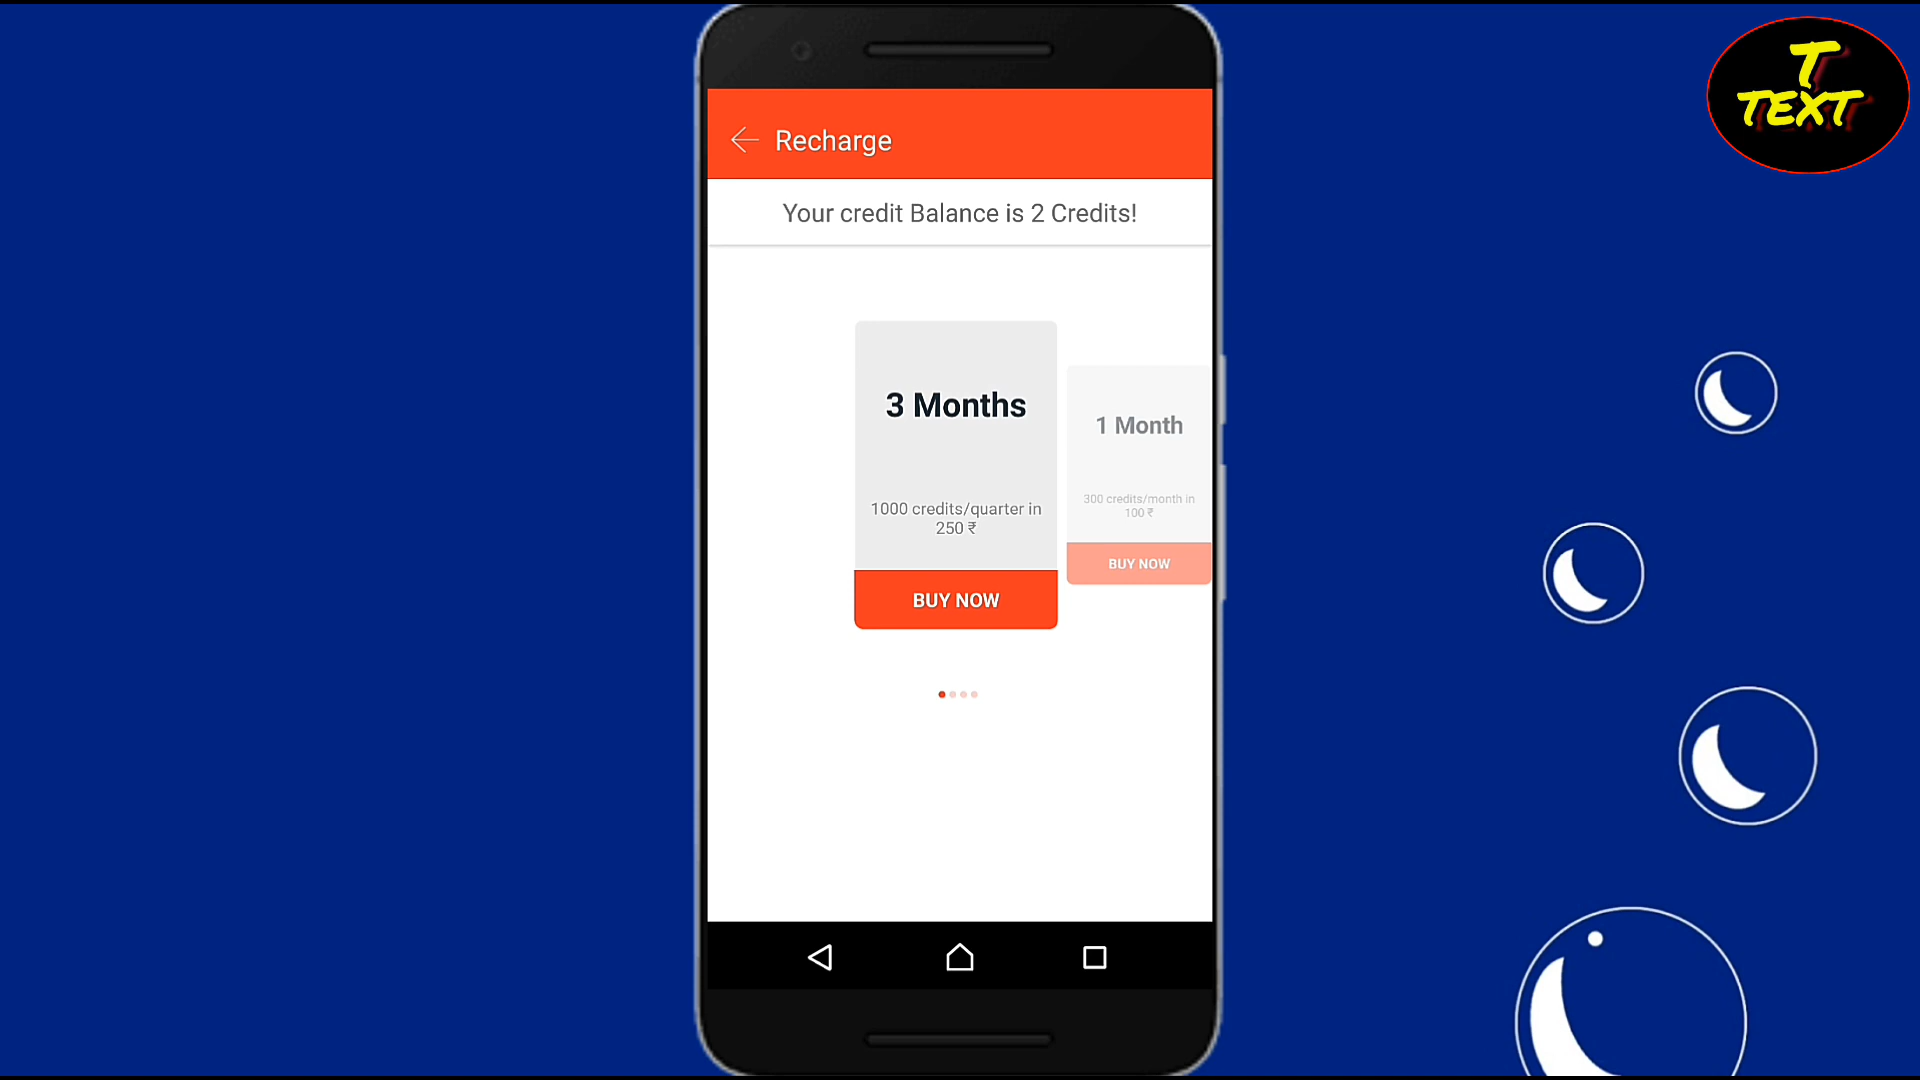 T
TEXT
Recharge
Your credit Balance is 2 Credits!
3 Months
1000 credits/quarter in
250 ₹
BUY NOW
1 Month
300 credits/month in
100 ₹
BUY NOW